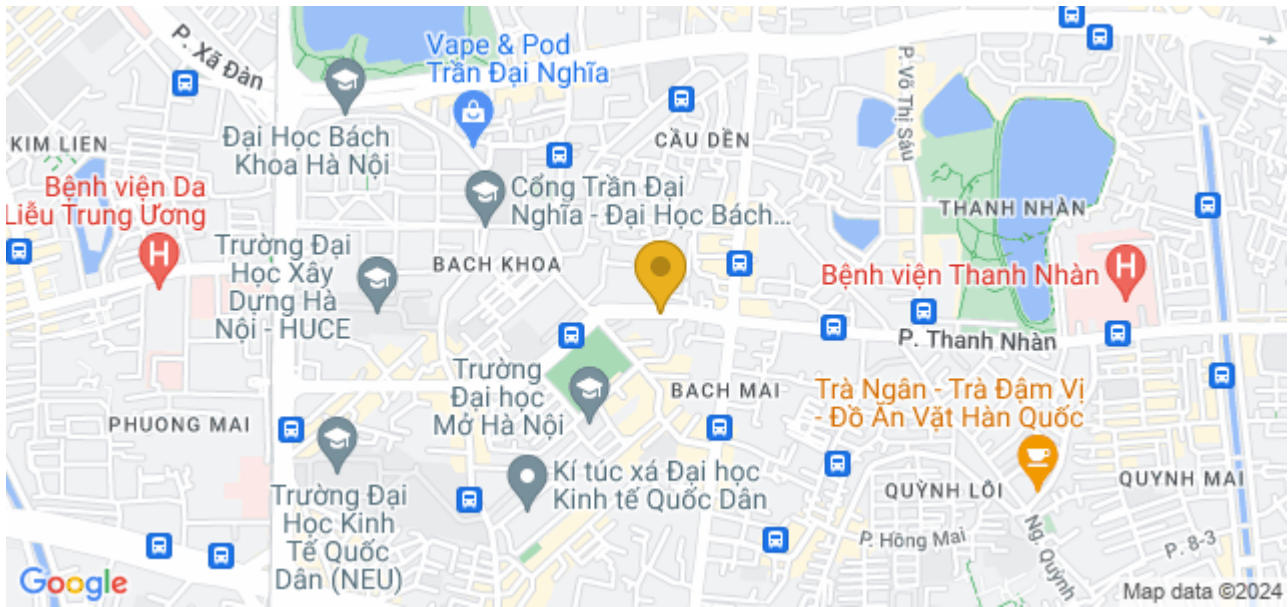 P. Xã Đàn
Vape & Pod
Trần Đại Nghĩa
P. Võ Thị Sáu
KIM LIEN
Đại Học Bách
Khoa Hà Nội
CẦU DỀN
Bệnh viện Da
Liễu Trung Ương
Cổng Trần Đại
Nghĩa - Đại Học Bách...
THANH NHÀN
Trường Đại
Học Xây
Dựng Hà
Nội - HUCE
BACH KHOA
Bệnh viện Thanh Nhàn
P. Thanh Nhàn
Trường
Đại học
Mở Hà Nội
BACH MAI
Trà Ngân - Trà Đậm Vị
- Đồ Ăn Vặt Hàn Quốc
PHUONG MAI
Kí túc xá Đại học
Kinh tế Quốc Dân
QUỲNH LÔI
QUYNH MAI
Trường Đại
Học Kinh
Tế Quốc
Dân (NEU)
P. Hồng Mai
Ng. Quỳnh
P. 8-3
Google
Map data ©2024
H
H